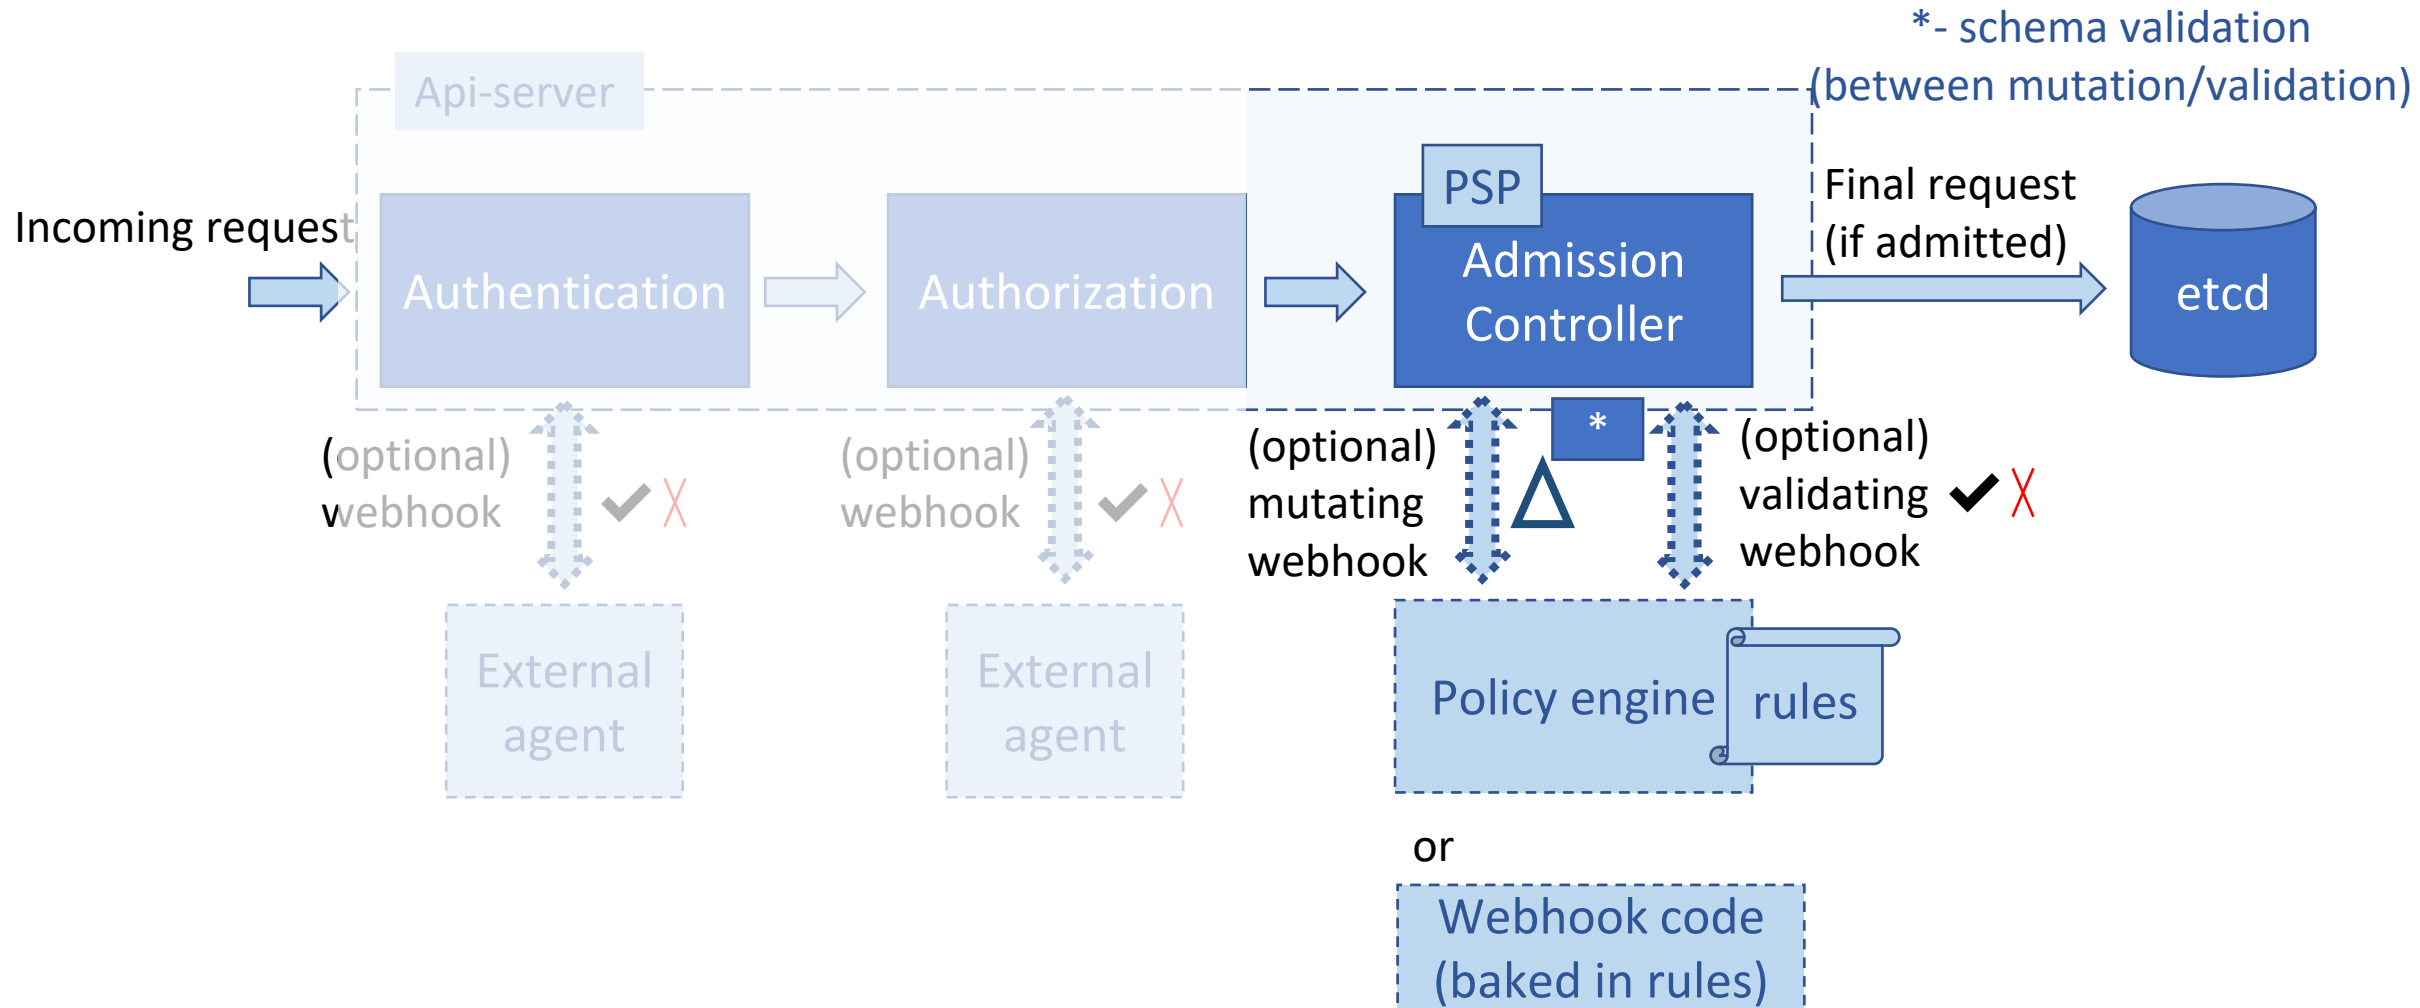 *- schema validation
(between mutation/validation)
Api-server
Incoming request
Authentication
Authorization
PSP
Admission
Controller
Final request
(if admitted)
etcd
(optional)
webhook
(optional)
webhook
(optional)
mutating
webhook
*
(optional)
validating
webhook
External
agent
External
agent
Policy engine
rules
or
Webhook code
(baked in rules)